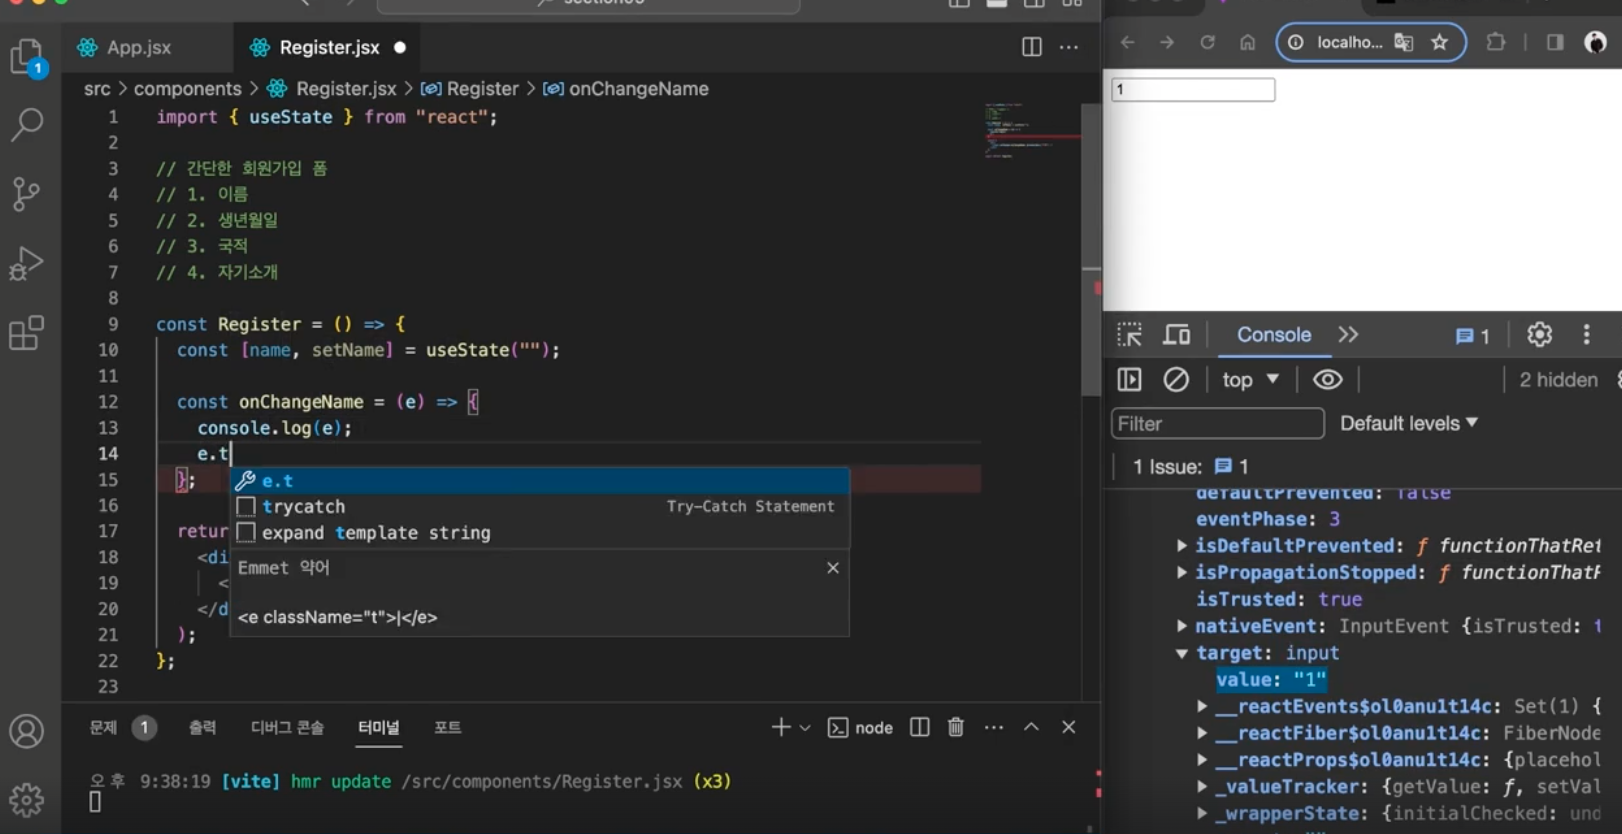 App.jsx
Register.jsx
src > components > Register.jsx > Register > onChangeName
1 import { useState } from "react";
2
3 // 간단한 회원가입 폼
4 // 1. 이름
5 // 2. 생년월일
6 // 3. 국적
7 // 4. 자기소개
8
9 const Register = () => {
10 const [name, setName] = useState("");
11
12 const onChangeName = (e) => {
13 console.log(e);
14 e.t
15 };
e.t
16
trycatch Try-Catch Statement
17 retur
expand template string
18 <di
Emmet 약어
19 <
20 </d
<e className="t">|</e>
21 );
22 };
23
문제 1 출력 디버그 콘솔 터미널 포트
node
오후 9:38:19 [vite] hmr update /src/components/Register.jsx (x3)
1
localho...
1
Console
1
top
2 hidden
Filter
Default levels
1 Issue: 1
defaultPrevented: false
eventPhase: 3
isDefaultPrevented: ƒ functionThatRet
isPropagationStopped: ƒ functionThatR
isTrusted: true
nativeEvent: InputEvent {isTrusted: t
target: input
value: "1"
__reactEvents$ol0anu1t14c: Set(1) {
__reactFiber$ol0anu1t14c: FiberNode
__reactProps$ol0anu1t14c: {placehol
_valueTracker: {getValue: ƒ, setVal
_wrapperState: {initialChecked: und